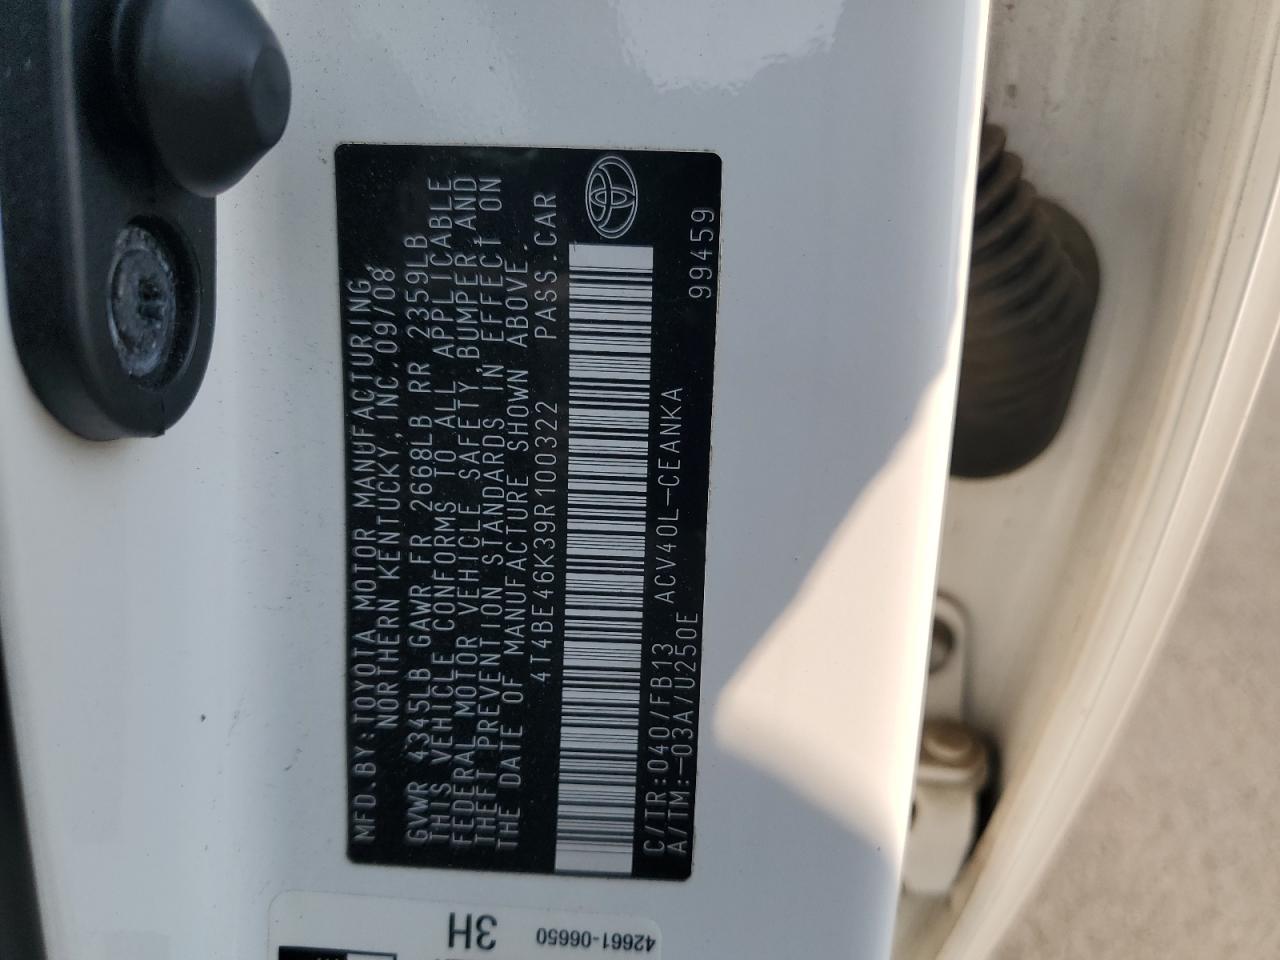 MFD.BY:TOYOTA MOTOR MANUFACTURING,
NORTHERN KENTUCKY,INC.09/08
GVWR 4345LB GAWR FR 2668LB RR 2359LB
THIS VEHICLE CONFORMS TO ALL APPLICABLE
FEDERAL MOTOR VEHICLE SAFETY,BUMPER,AND
THEFT PREVENTION STANDARDS IN EFFECT ON
THE DATE OF MANUFACTURE SHOWN ABOVE.
4T4BE46K39R100322 PASS.CAR
C/TR:040/FB13 ACV40L-CEANKA
A/TM:-03A/U250E
99459
3H
42661-06650